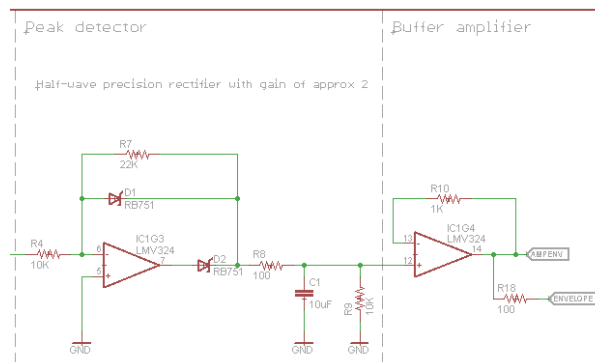 Peak detector
Buffer amplifier
Half-wave precision rectifier with gain of approx 2
R7
22K
D1
RB751
R10
1K
R4
10K
IC1G3
LMV324
6
5
7
D2
RB751
R8
100
IC1G4
LMV324
13
12
14
AMPENV
C1
10uF
R9
10K
R18
100
ENVELOPE
GND
GND
GND